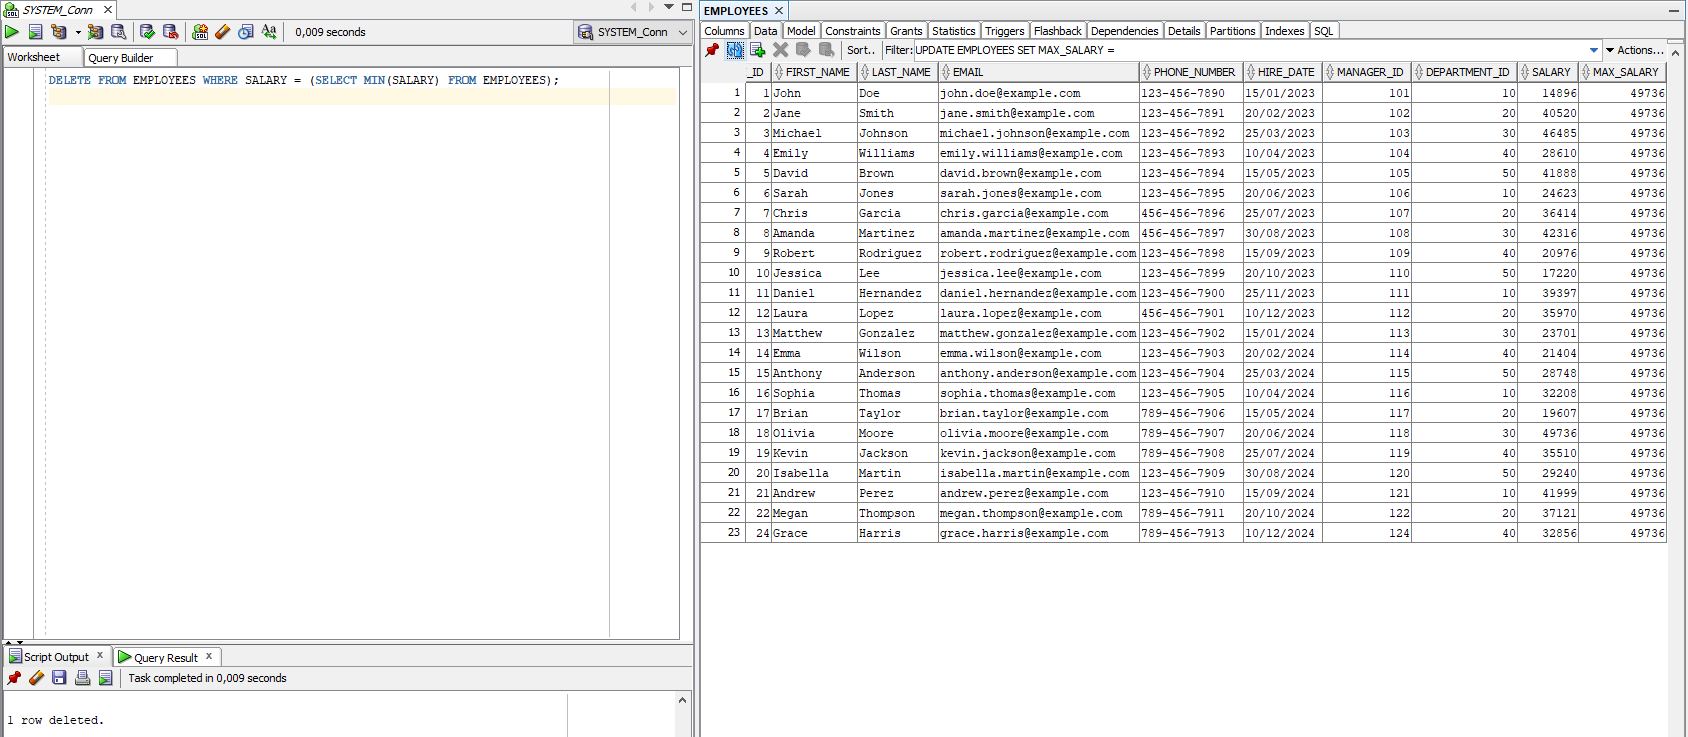 SYSTEM_Conn
0,009 seconds
SYSTEM_Conn
Worksheet
Query Builder
DELETE FROM EMPLOYEES WHERE SALARY = (SELECT MIN(SALARY) FROM EMPLOYEES);
Script Output
Query Result
Task completed in 0,009 seconds
1 row deleted.
EMPLOYEES
Columns Data Model Constraints Grants Statistics Triggers Flashback Dependencies Details Partitions Indexes SQL
Sort.. Filter: UPDATE EMPLOYEES SET MAX_SALARY = Actions...
_ID FIRST_NAME LAST_NAME EMAIL PHONE_NUMBER HIRE_DATE MANAGER_ID DEPARTMENT_ID SALARY MAX_SALARY
1 1 John Doe john.doe@example.com 123-456-7890 15/01/2023 101 10 14896 49736
2 2 Jane Smith jane.smith@example.com 123-456-7891 20/02/2023 102 20 40520 49736
3 3 Michael Johnson michael.johnson@example.com 123-456-7892 25/03/2023 103 30 46485 49736
4 4 Emily Williams emily.williams@example.com 123-456-7893 10/04/2023 104 40 28610 49736
5 5 David Brown david.brown@example.com 123-456-7894 15/05/2023 105 50 41888 49736
6 6 Sarah Jones sarah.jones@example.com 123-456-7895 20/06/2023 106 10 24623 49736
7 7 Chris Garcia chris.garcia@example.com 456-456-7896 25/07/2023 107 20 36414 49736
8 8 Amanda Martinez amanda.martinez@example.com 456-456-7897 30/08/2023 108 30 42316 49736
9 9 Robert Rodriguez robert.rodriguez@example.com 123-456-7898 15/09/2023 109 40 20976 49736
10 10 Jessica Lee jessica.lee@example.com 123-456-7899 20/10/2023 110 50 17220 49736
11 11 Daniel Hernandez daniel.hernandez@example.com 123-456-7900 25/11/2023 111 10 39397 49736
12 12 Laura Lopez laura.lopez@example.com 456-456-7901 10/12/2023 112 20 35970 49736
13 13 Matthew Gonzalez matthew.gonzalez@example.com 123-456-7902 15/01/2024 113 30 23701 49736
14 14 Emma Wilson emma.wilson@example.com 123-456-7903 20/02/2024 114 40 21404 49736
15 15 Anthony Anderson anthony.anderson@example.com 123-456-7904 25/03/2024 115 50 28748 49736
16 16 Sophia Thomas sophia.thomas@example.com 123-456-7905 10/04/2024 116 10 32208 49736
17 17 Brian Taylor brian.taylor@example.com 789-456-7906 15/05/2024 117 20 19607 49736
18 18 Olivia Moore olivia.moore@example.com 789-456-7907 20/06/2024 118 30 49736 49736
19 19 Kevin Jackson kevin.jackson@example.com 789-456-7908 25/07/2024 119 40 35510 49736
20 20 Isabella Martin isabella.martin@example.com 123-456-7909 30/08/2024 120 50 29240 49736
21 21 Andrew Perez andrew.perez@example.com 123-456-7910 15/09/2024 121 10 41999 49736
22 22 Megan Thompson megan.thompson@example.com 789-456-7911 20/10/2024 122 20 37121 49736
23 24 Grace Harris grace.harris@example.com 789-456-7913 10/12/2024 124 40 32856 49736